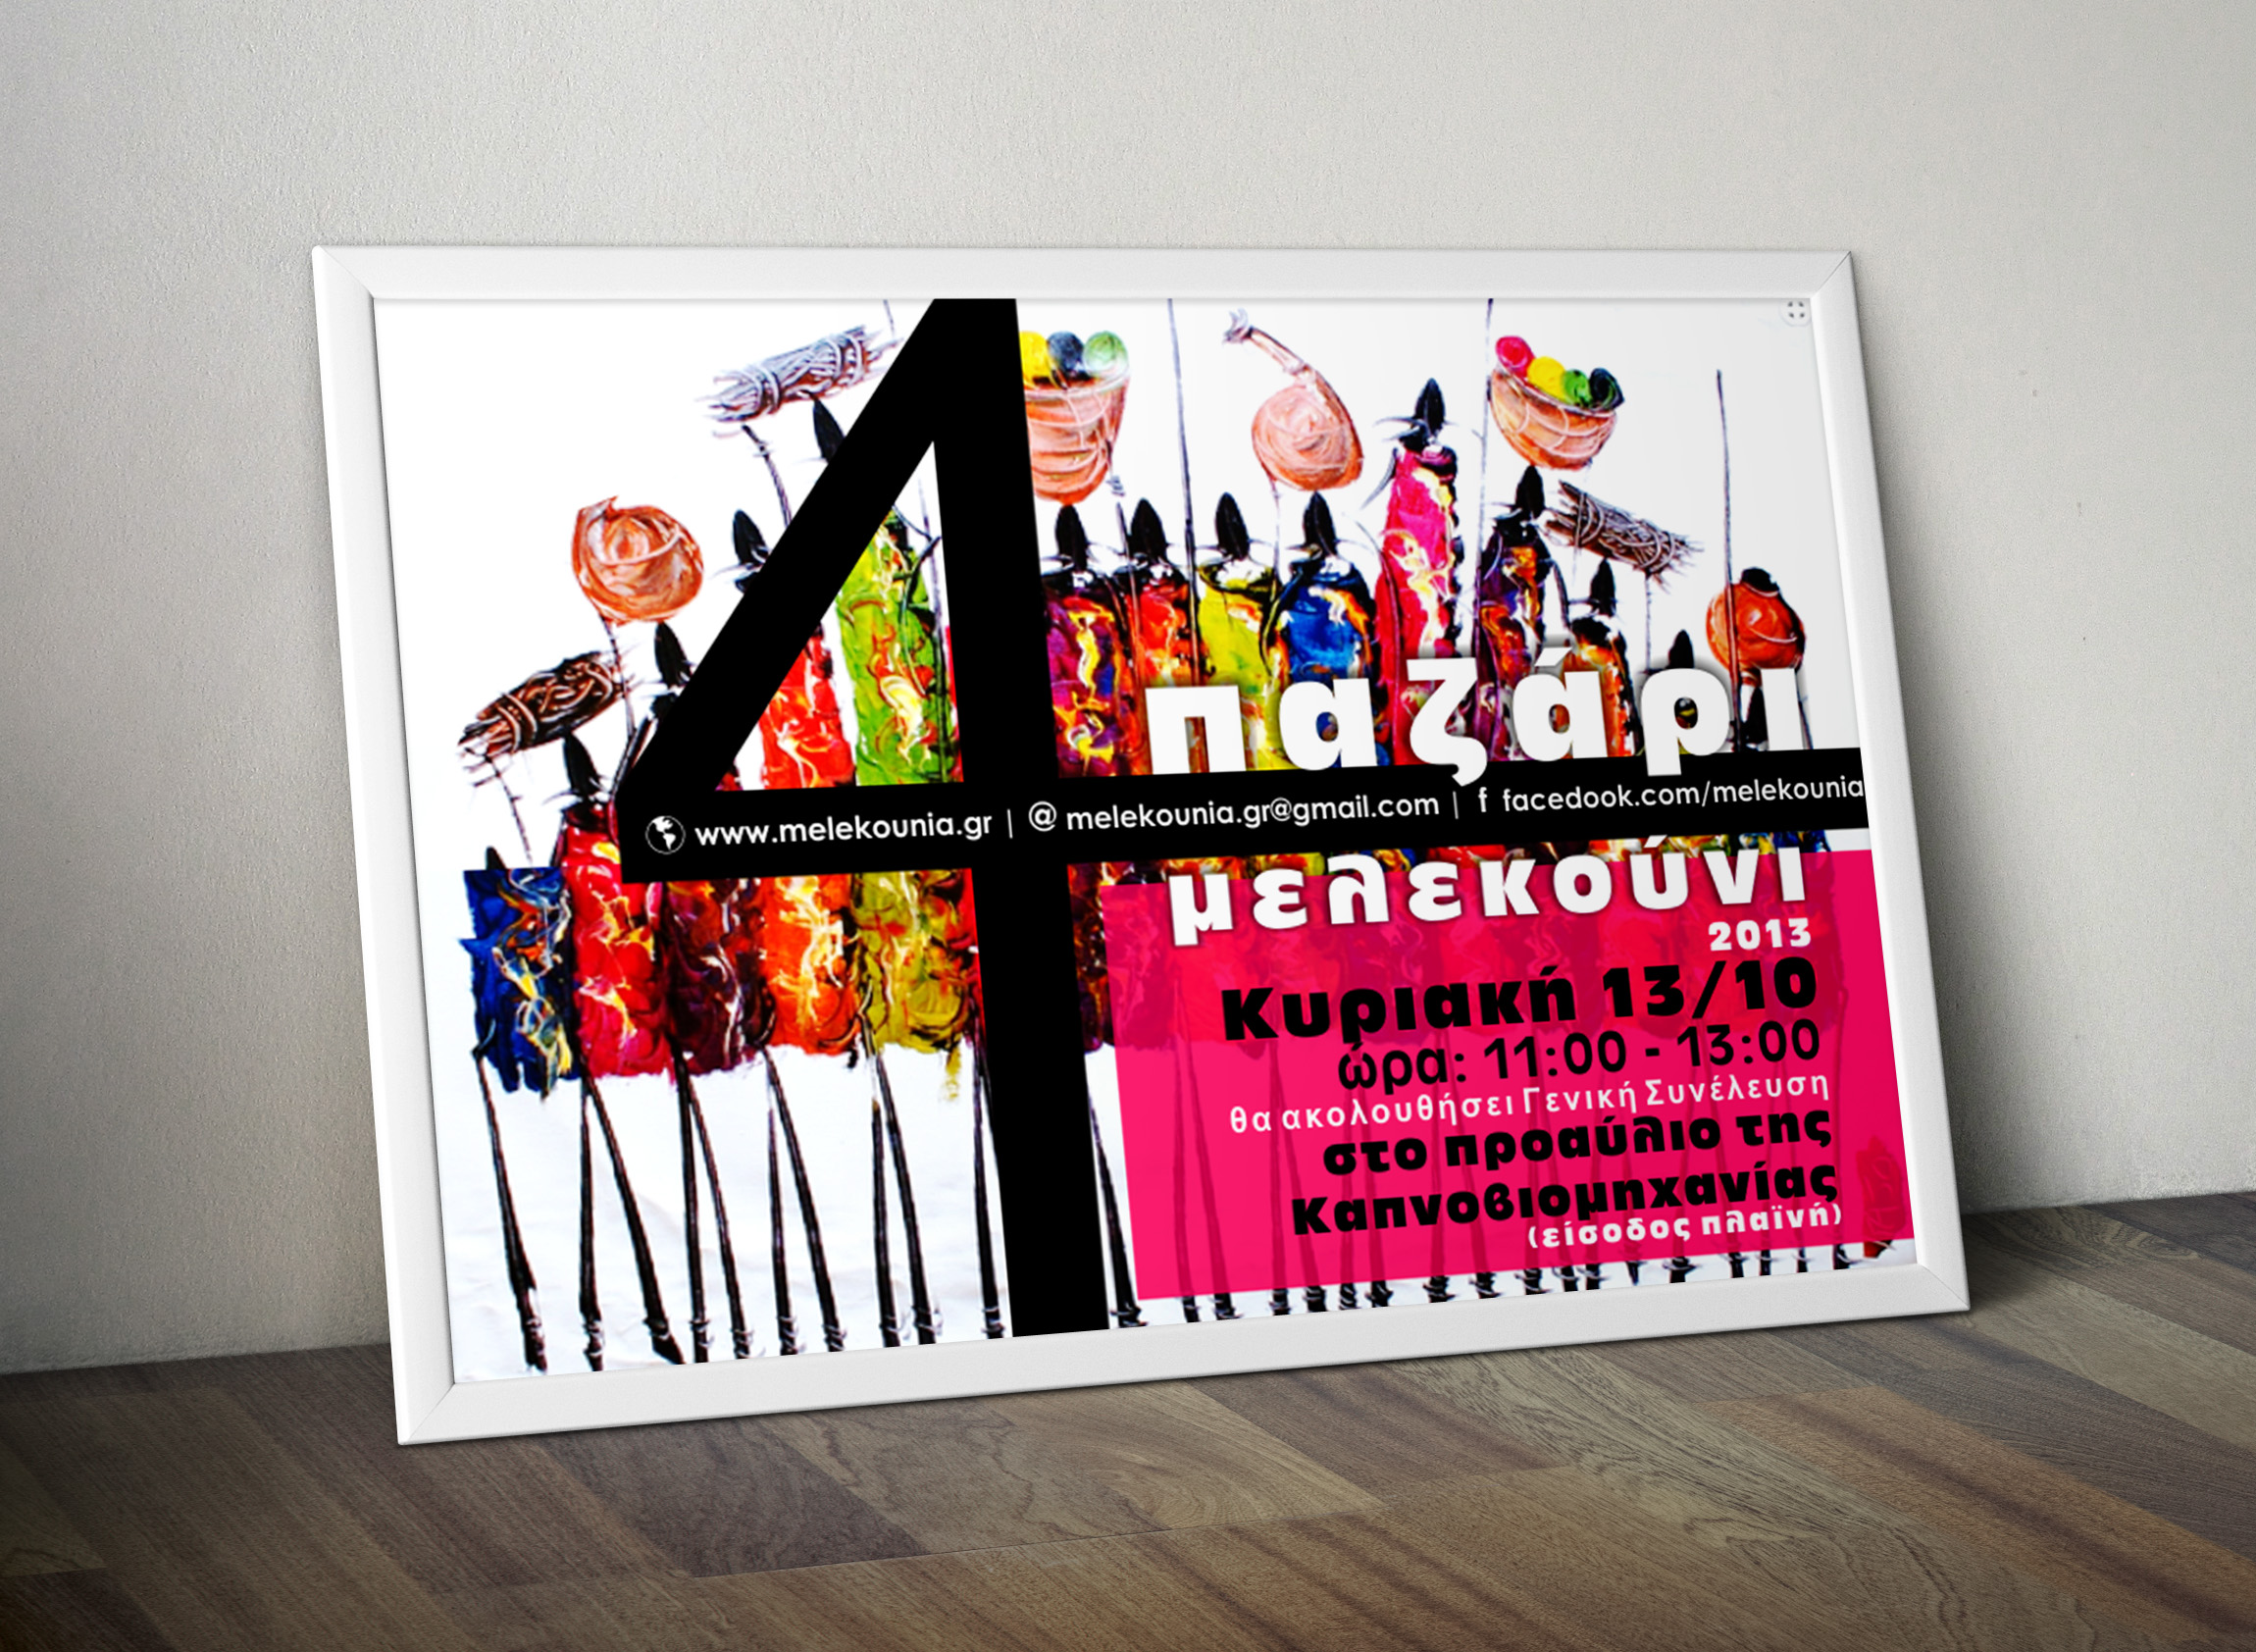 4
παζάρι
www.melekounia.gr | @ melekounia.gr@gmail.com | f facedook.com/melekounia
μελεκούνι
2013
Κυριακή 13/10
ώρα: 11:00 - 13:00
θα ακολουθήσει Γενική Συνέλευση
στο προαύλιο της
Καπνοβιομηχανίας
(είσοδος πλαϊνή)